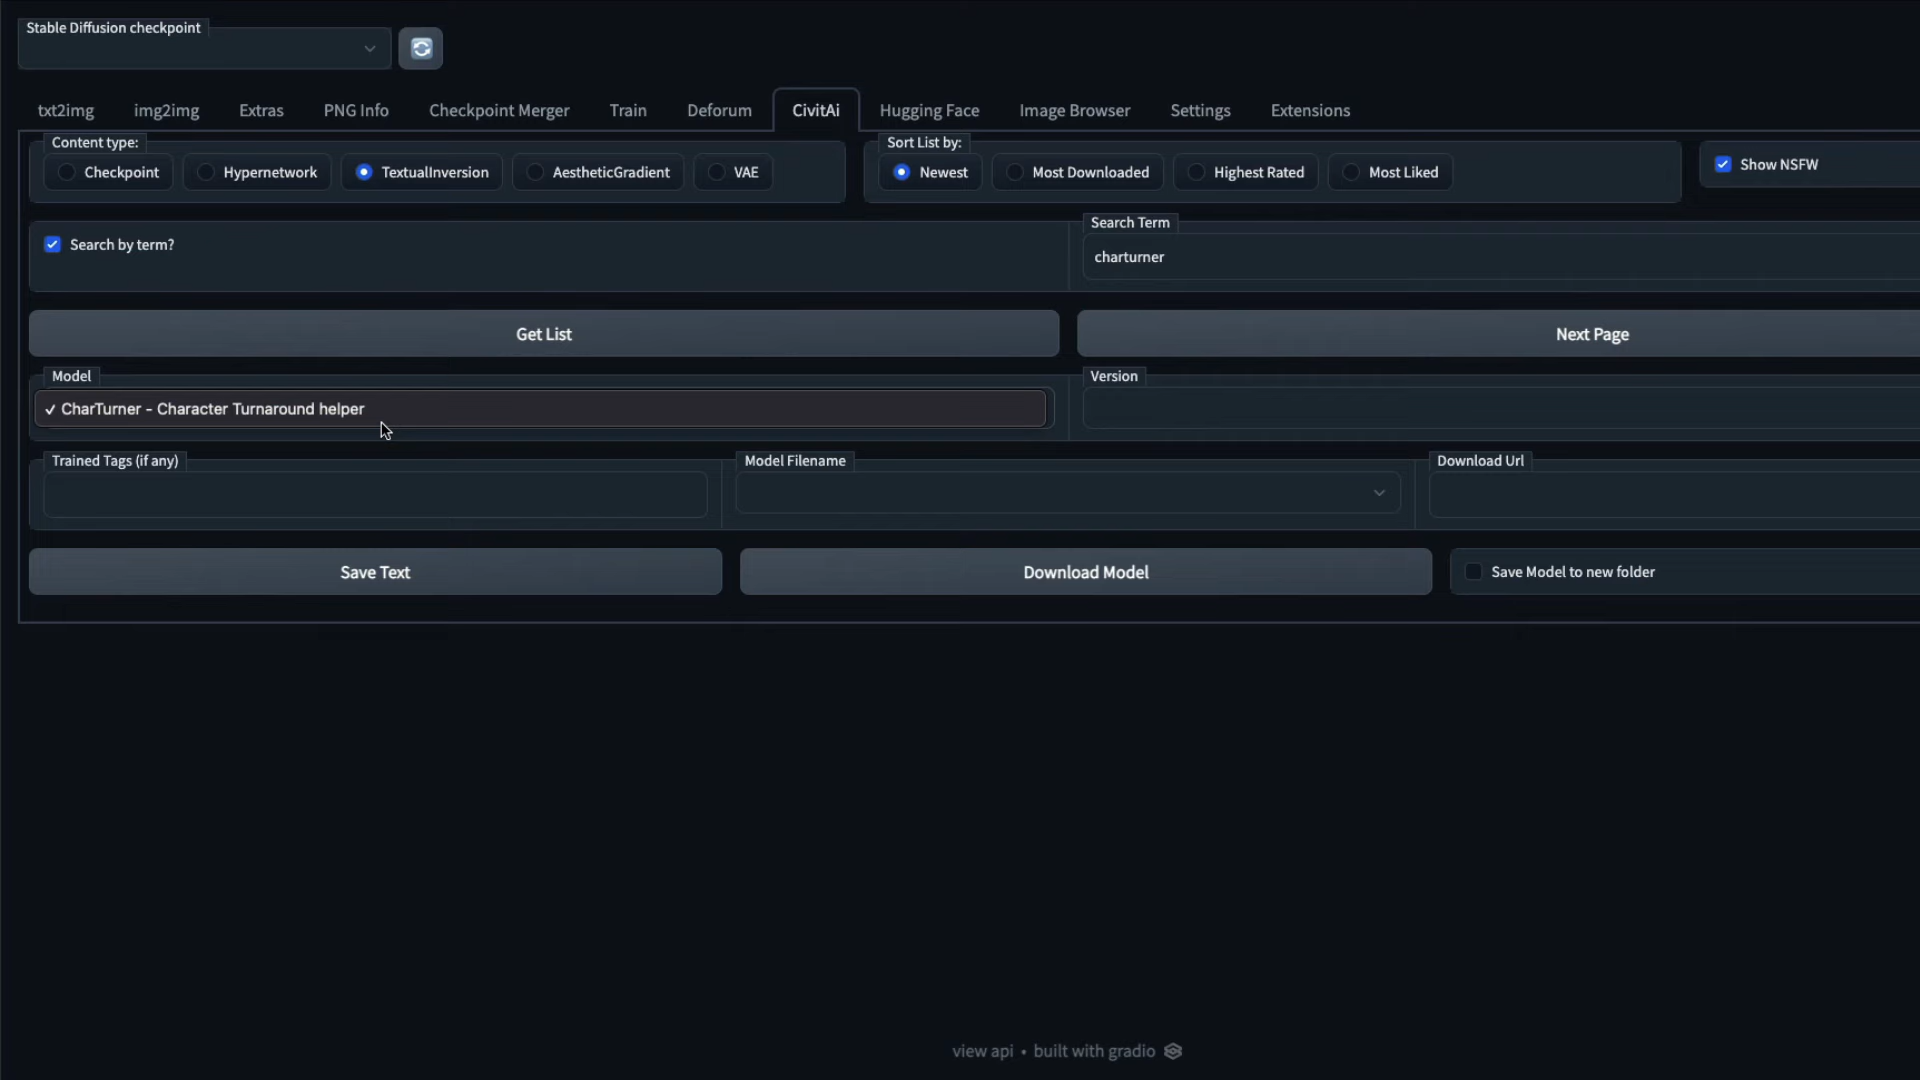 Stable Diffusion checkpoint
txt2img img2img Extras PNG Info Checkpoint Merger Train Deforum CivitAi Hugging Face Image Browser Settings Extensions
Content type: Sort List by:
Checkpoint Hypernetwork TextualInversion AestheticGradient VAE Newest Most Downloaded Highest Rated Most Liked Show NSFW
Search Term
Search by term?
charturner
Get List Next Page
Model Version
✓ CharTurner - Character Turnaround helper
Trained Tags (if any) Model Filename Download Url
Save Text Download Model Save Model to new folder
view api • built with gradio